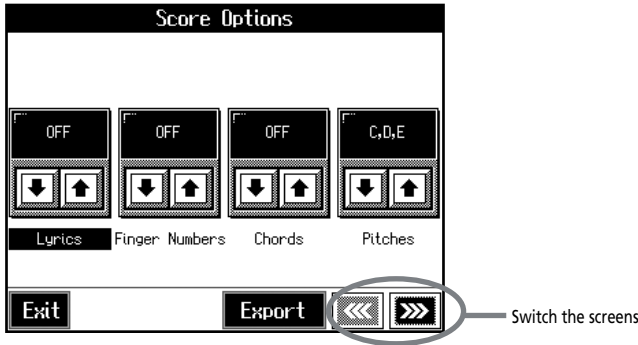 Score Options
OFF OFF OFF C,D,E
Lyrics Finger Numbers Chords Pitches
Exit Export Switch the screens